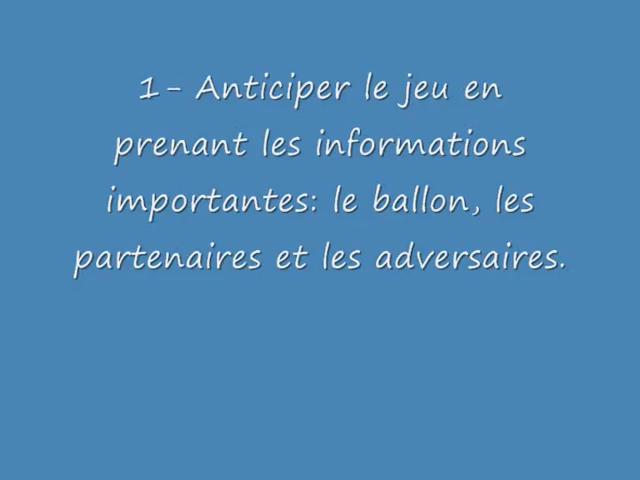 1- Anticiper le jeu en
prenant les informations
importantes: le ballon, les
partenaires et les adversaires.